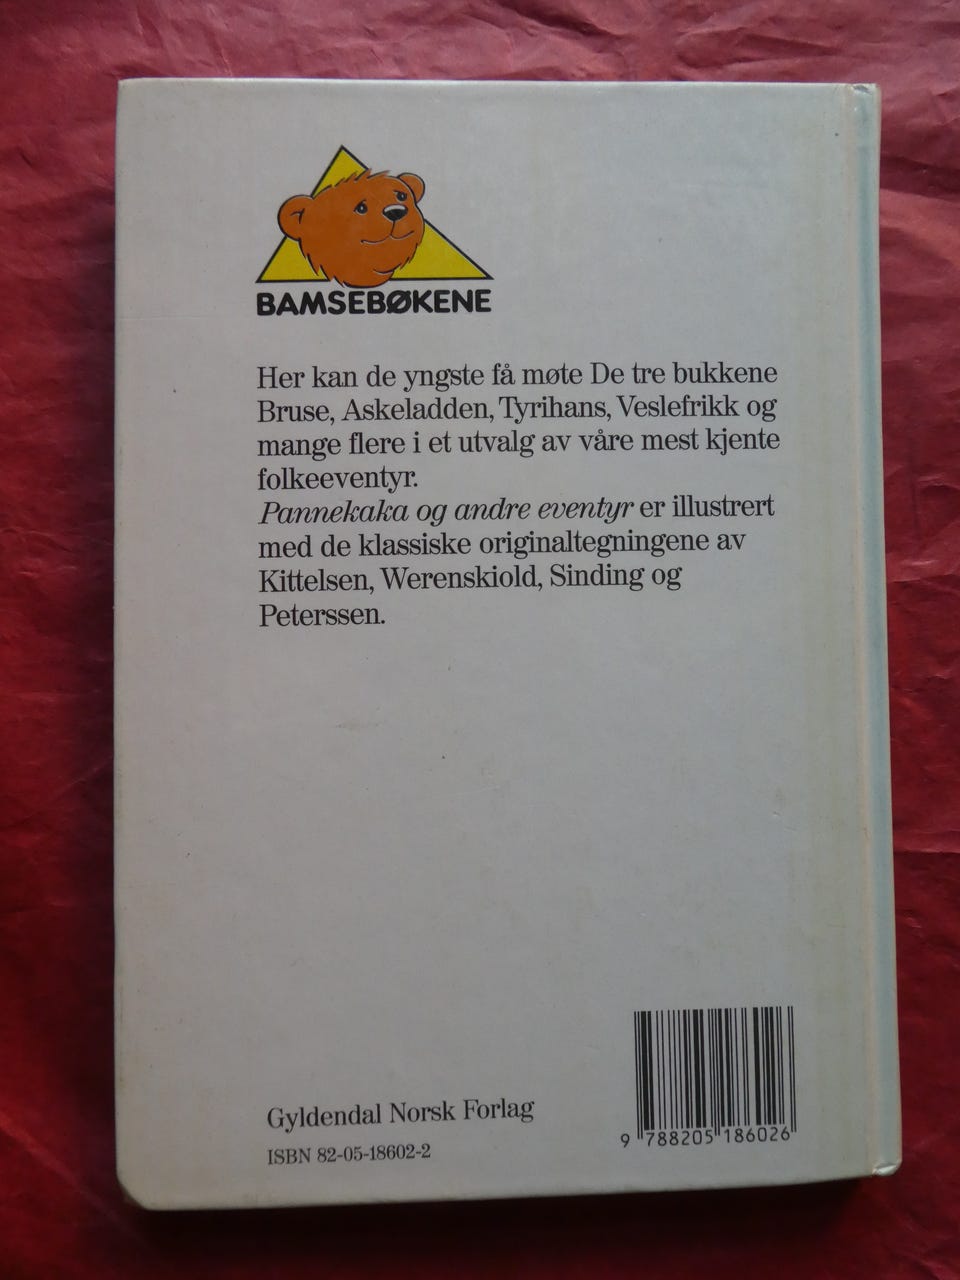 BAMSEBØKENE
Her kan de yngste få møte De tre bukkene
Bruse, Askeladden, Tyrihans, Veslefrikk og
mange flere i et utvalg av våre mest kjente
folkeeventyr.
Pannekaka og andre eventyr er illustrert
med de klassiske originaltegningene av
Kittelsen, Werenskiold, Sinding og
Peterssen.
Gyldendal Norsk Forlag
ISBN 82-05-18602-2
9 788205 186026